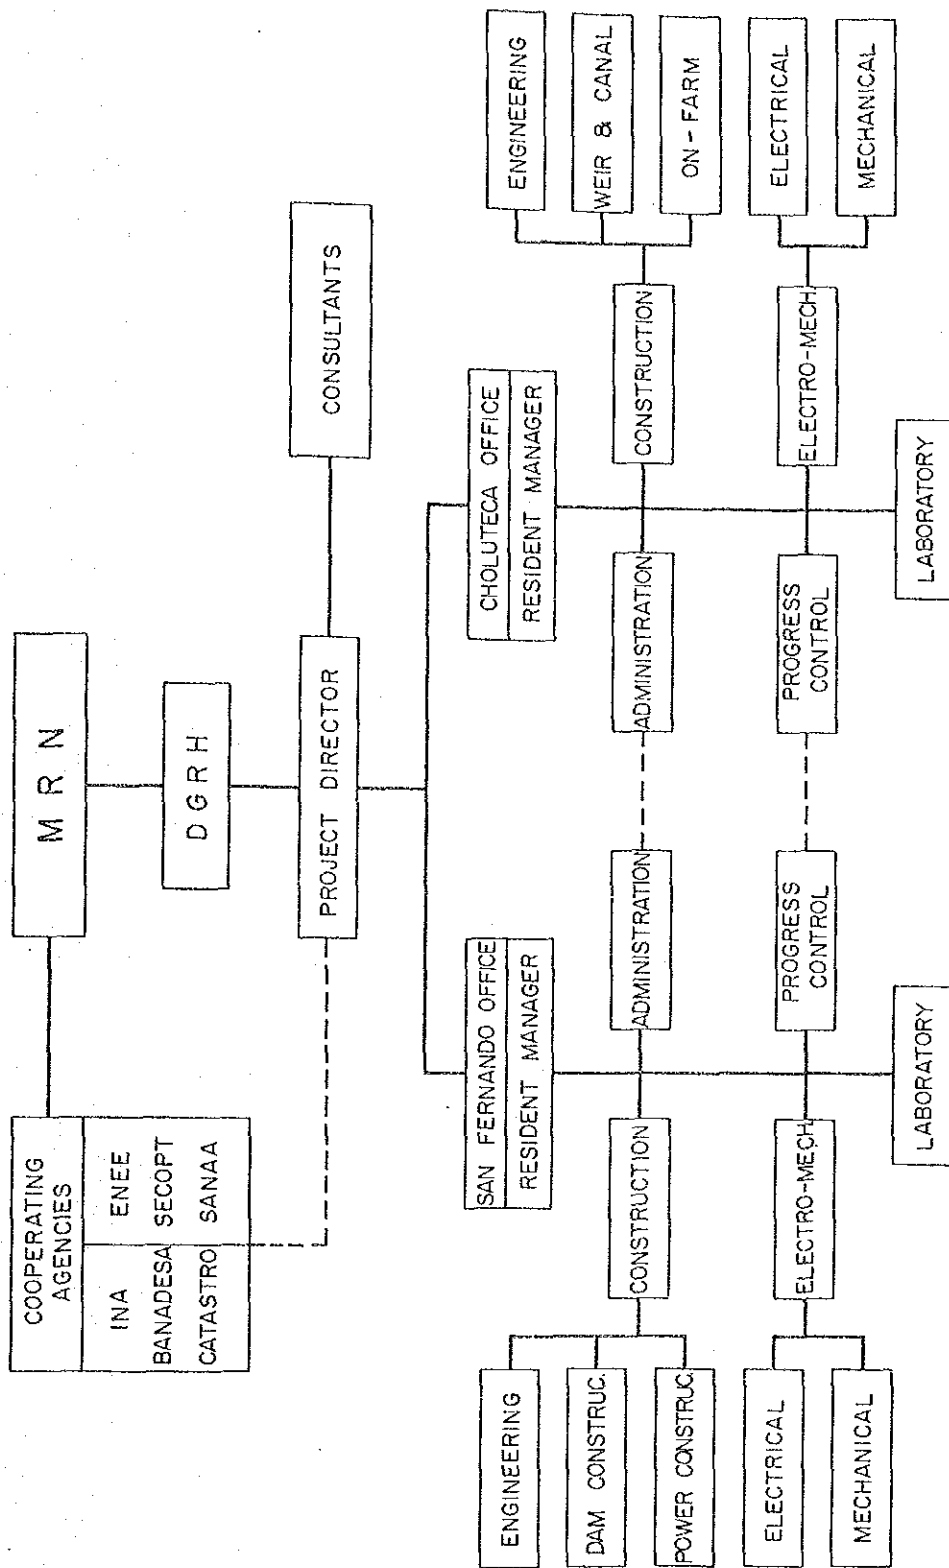 M R N
COOPERATING
AGENCIES
INA ENEE
BANADESA SECOPT
CATASTRO SANAA
D G R H
PROJECT DIRECTOR
CONSULTANTS
SAN FERNANDO OFFICE
RESIDENT MANAGER
CHOLUTECA OFFICE
RESIDENT MANAGER
ENGINEERING
DAM CONSTRUC.
POWER CONSTRUC.
CONSTRUCTION
ADMINISTRATION
ADMINISTRATION
CONSTRUCTION
ENGINEERING
WEIR & CANAL
ON-FARM
ELECTRICAL
MECHANICAL
ELECTRO-MECH
PROGRESS
CONTROL
PROGRESS
CONTROL
ELECTRO-MECH.
ELECTRICAL
MECHANICAL
LABORATORY
LABORATORY